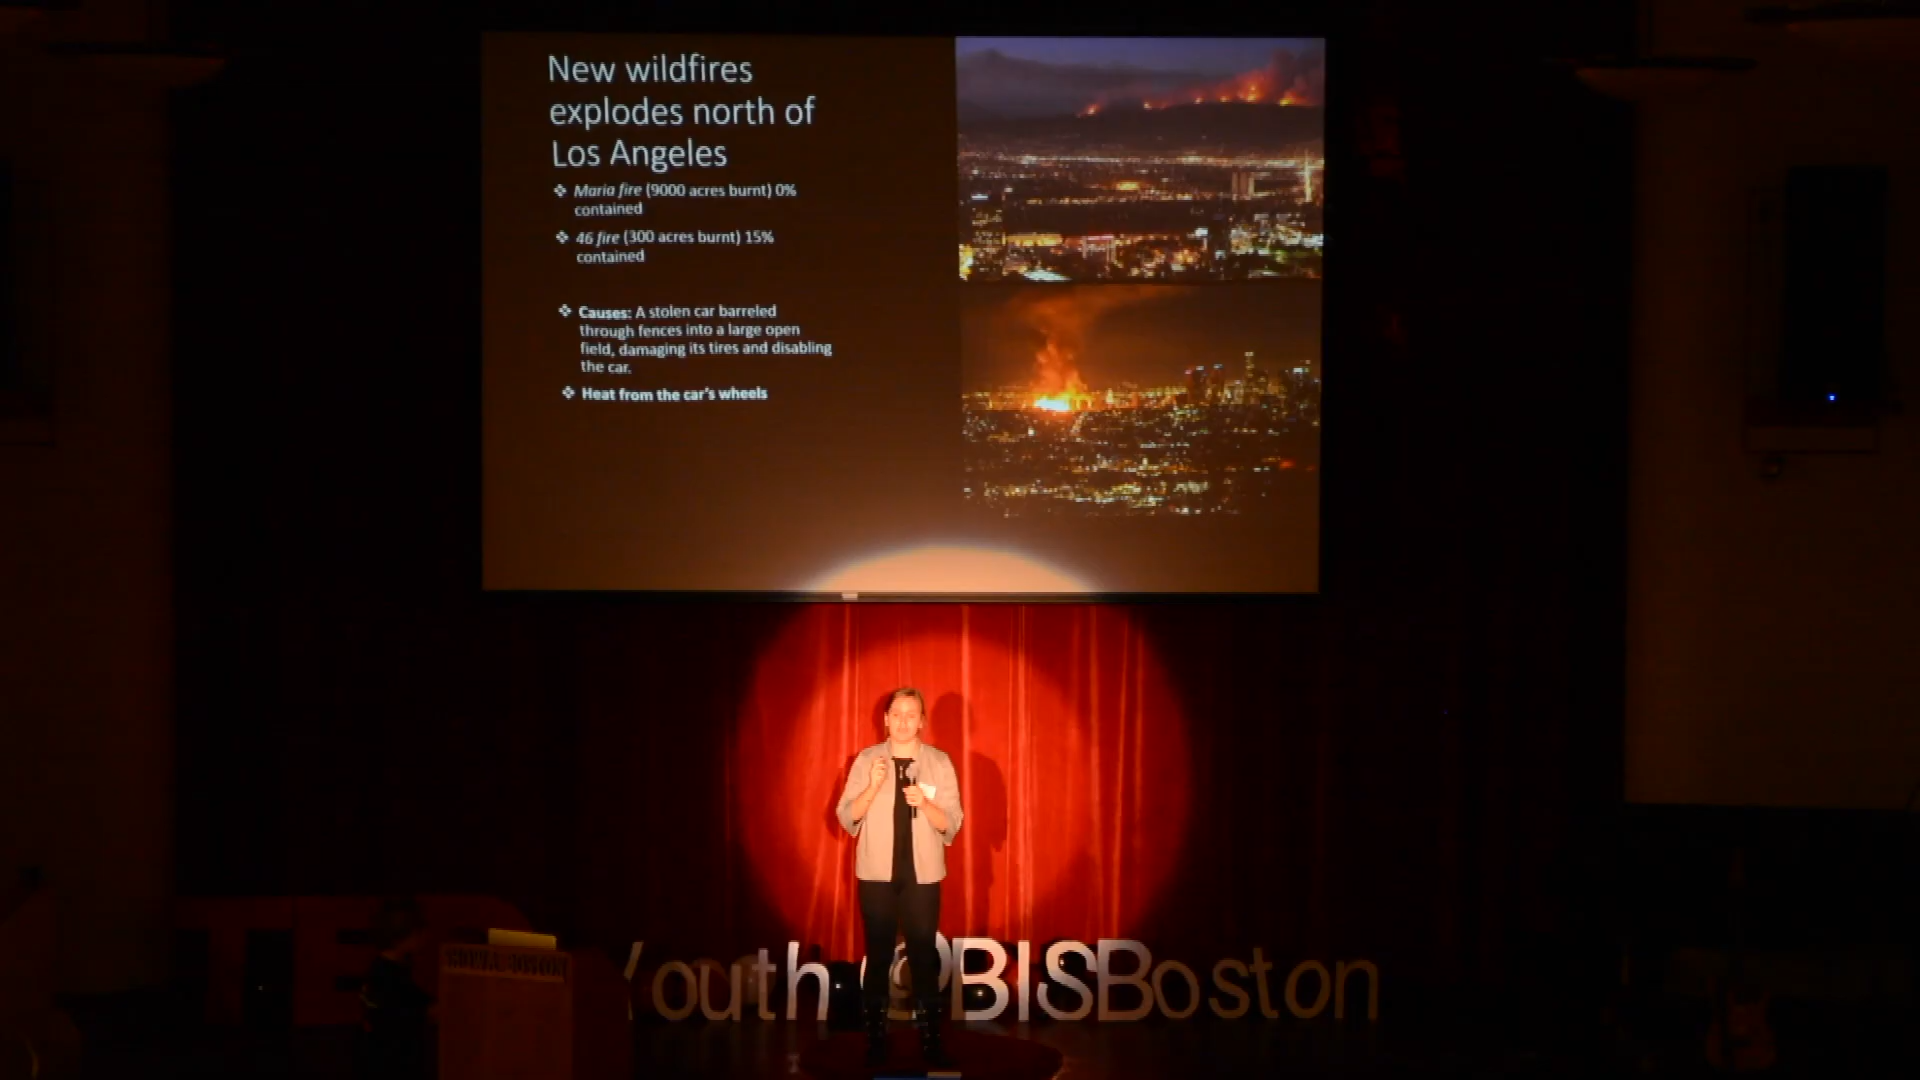 New wildfires
explodes north of
Los Angeles
❖ Maria fire (9000 acres burnt) 0%
contained
❖ 46 fire (300 acres burnt) 15%
contained
❖ Causes: A stolen car barreled
through fences into a large open
field, damaging its tires and disabling
the car.
❖ Heat from the car's wheels
TED Youth @BISBoston